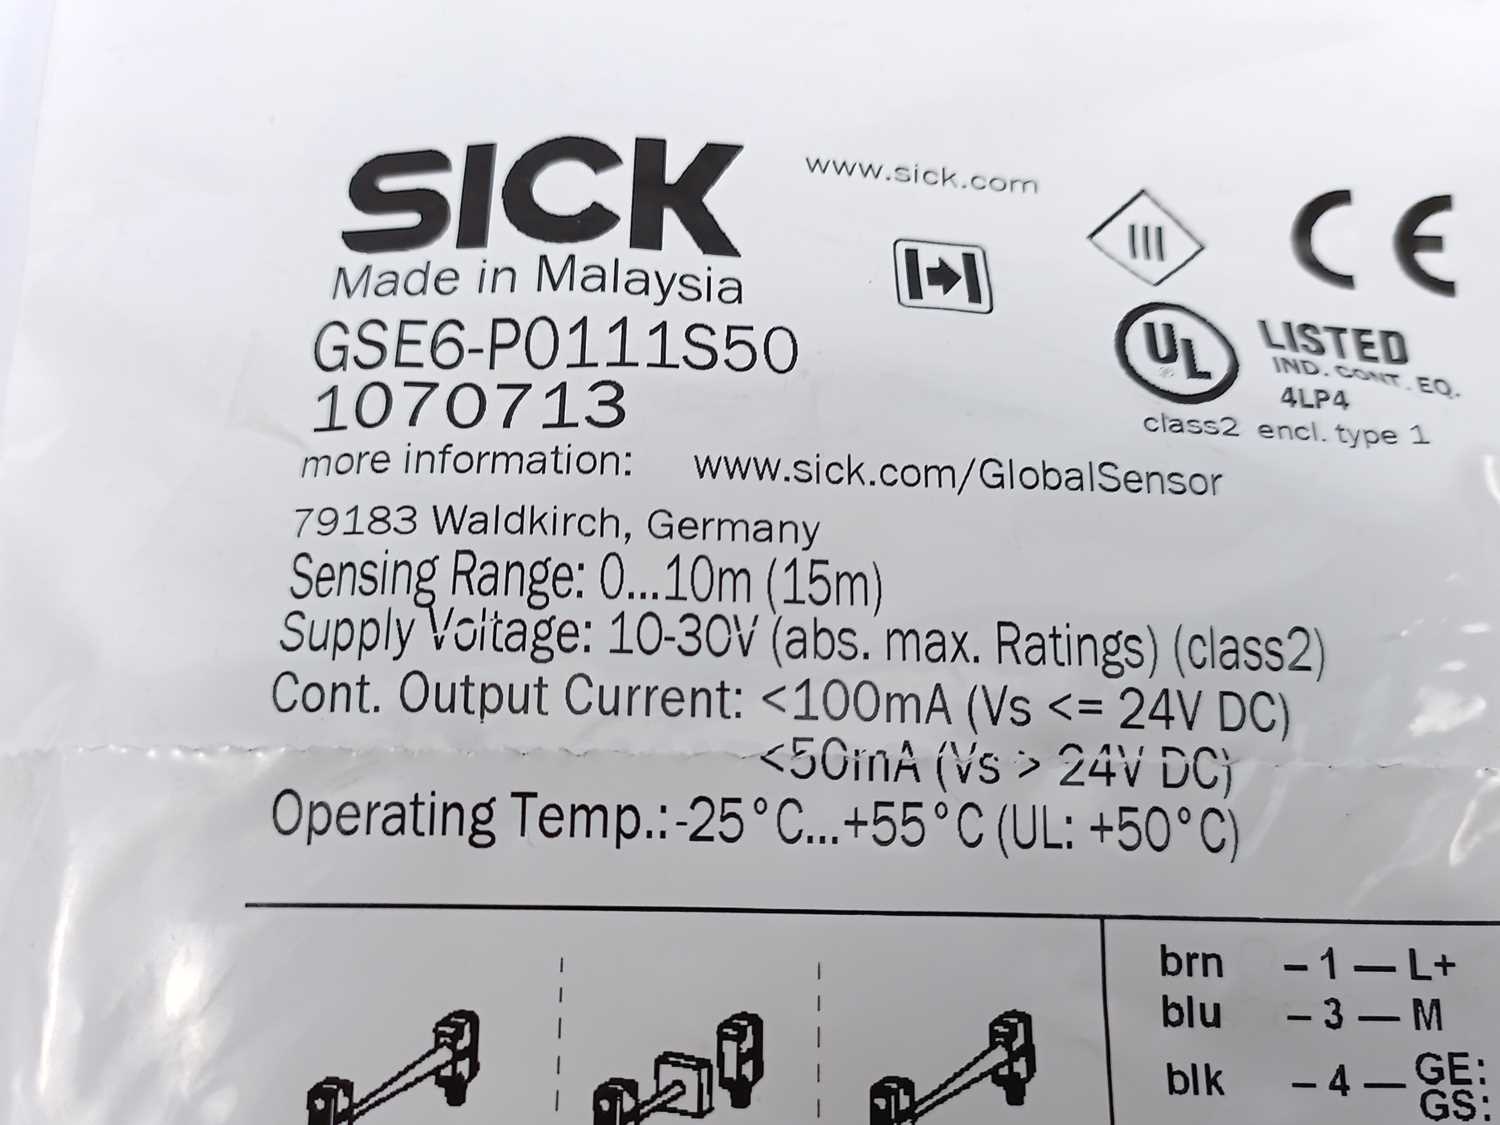 SICK
www.sick.com
III
CE
Made in Malaysia
GSE6-P0111S50
1070713
UL
LISTED
IND. CONT. EQ.
4LP4
class2 encl. type 1
more information: www.sick.com/GlobalSensor
79183 Waldkirch, Germany
Sensing Range: 0...10m (15m)
Supply Voltage: 10-30V (abs. max. Ratings) (class2)
Cont. Output Current: <100mA (Vs <= 24V DC)
<50mA (Vs > 24V DC)
Operating Temp.:-25°C...+55°C (UL: +50°C)
brn – 1 — L+
blu – 3 — M
blk – 4 — GE:
GS: